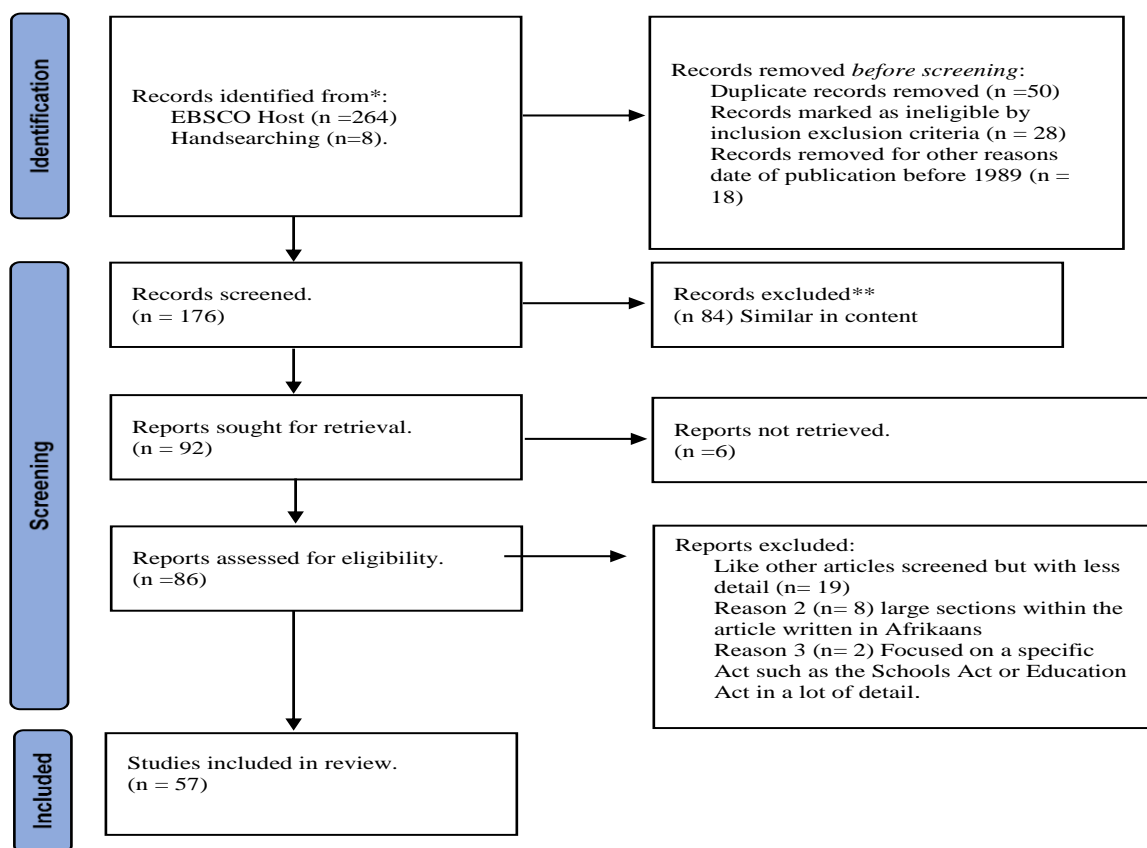 Identification
Records identified from*:
EBSCO Host (n =264)
Handsearching (n=8).
Records removed before screening:
Duplicate records removed (n =50)
Records marked as ineligible by
inclusion exclusion criteria (n = 28)
Records removed for other reasons
date of publication before 1989 (n =
18)
Screening
Records screened.
(n = 176)
Records excluded**
(n 84) Similar in content
Reports sought for retrieval.
(n = 92)
Reports not retrieved.
(n =6)
Reports assessed for eligibility.
(n =86)
Reports excluded:
Like other articles screened but with less
detail (n= 19)
Reason 2 (n= 8) large sections within the
article written in Afrikaans
Reason 3 (n= 2) Focused on a specific
Act such as the Schools Act or Education
Act in a lot of detail.
Included
Studies included in review.
(n = 57)